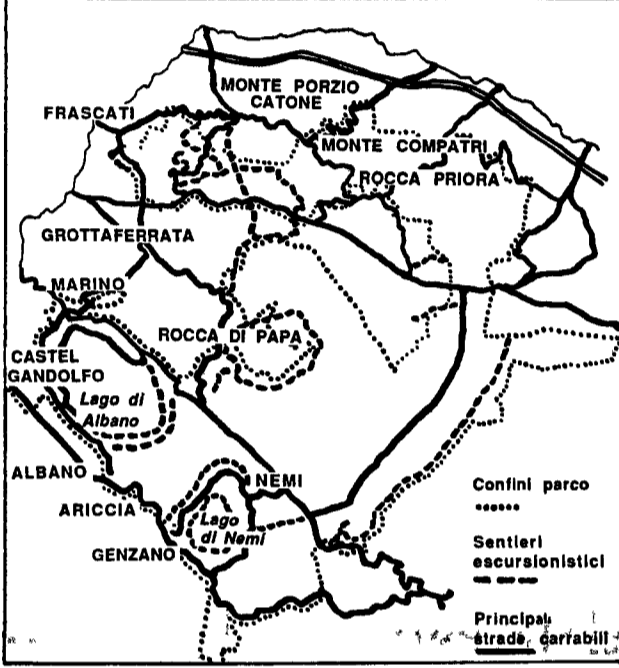 MONTE PORZIO
CATONE
FRASCATI
MONTE COMPATRI
ROCCA PRIORA
GROTTAFERRATA
MARINO
ROCCA DI PAPA
CASTEL
GANDOLFO
Lago di
Albano
ALBANO
NEMI
ARICCIA
Lago
di Nemi
GENZANO
Confini parco
Sentieri
escursionistici
Principali
strade carrabili